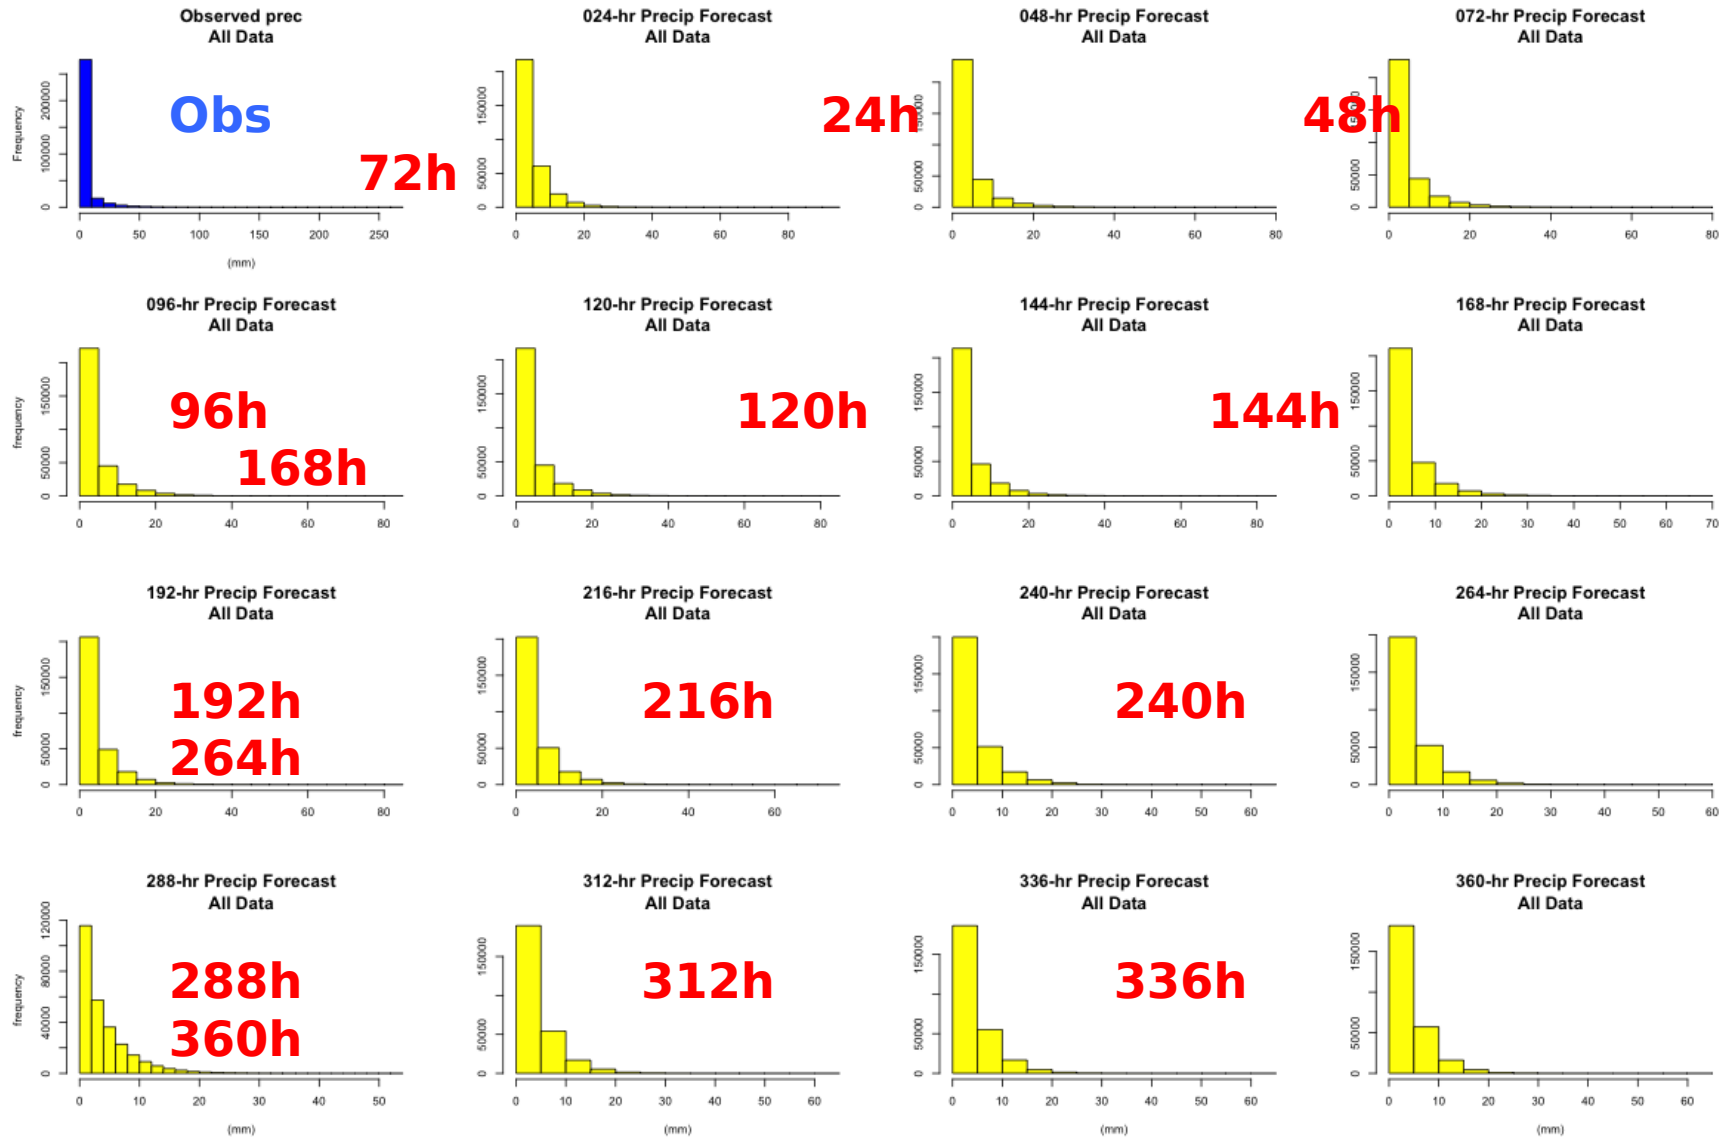 Observed prec
All Data
024-hr Precip Forecast
All Data
048-hr Precip Forecast
All Data
072-hr Precip Forecast
All Data
Frequency
0 100000 200000
Obs
72h
0 50 100 150 200 250
(mm)
0 50000 150000
24h
0 20 40 60 80
0 50000 150000
48h
0 20 40 60 80
0 50000 150000
0 20 40 60 80
096-hr Precip Forecast
All Data
120-hr Precip Forecast
All Data
144-hr Precip Forecast
All Data
168-hr Precip Forecast
All Data
frequency
0 50000 150000
96h
168h
0 20 40 60 80
0 50000 150000
120h
0 20 40 60 80
0 50000 150000
144h
0 20 40 60 80
0 50000 150000
0 10 20 30 40 50 60 70
192-hr Precip Forecast
All Data
216-hr Precip Forecast
All Data
240-hr Precip Forecast
All Data
264-hr Precip Forecast
All Data
frequency
0 50000 150000
192h
264h
0 20 40 60 80
0 50000 150000
216h
0 20 40 60
0 50000 150000
240h
0 10 20 30 40 50 60
0 50000 150000
0 10 20 30 40 50 60
288-hr Precip Forecast
All Data
312-hr Precip Forecast
All Data
336-hr Precip Forecast
All Data
360-hr Precip Forecast
All Data
frequency
0 40000 80000 120000
288h
360h
0 10 20 30 40 50
(mm)
0 50000 150000
312h
0 10 20 30 40 50 60
(mm)
0 50000 150000
336h
0 10 20 30 40 50 60
(mm)
0 50000 150000
0 10 20 30 40 50 60
(mm)